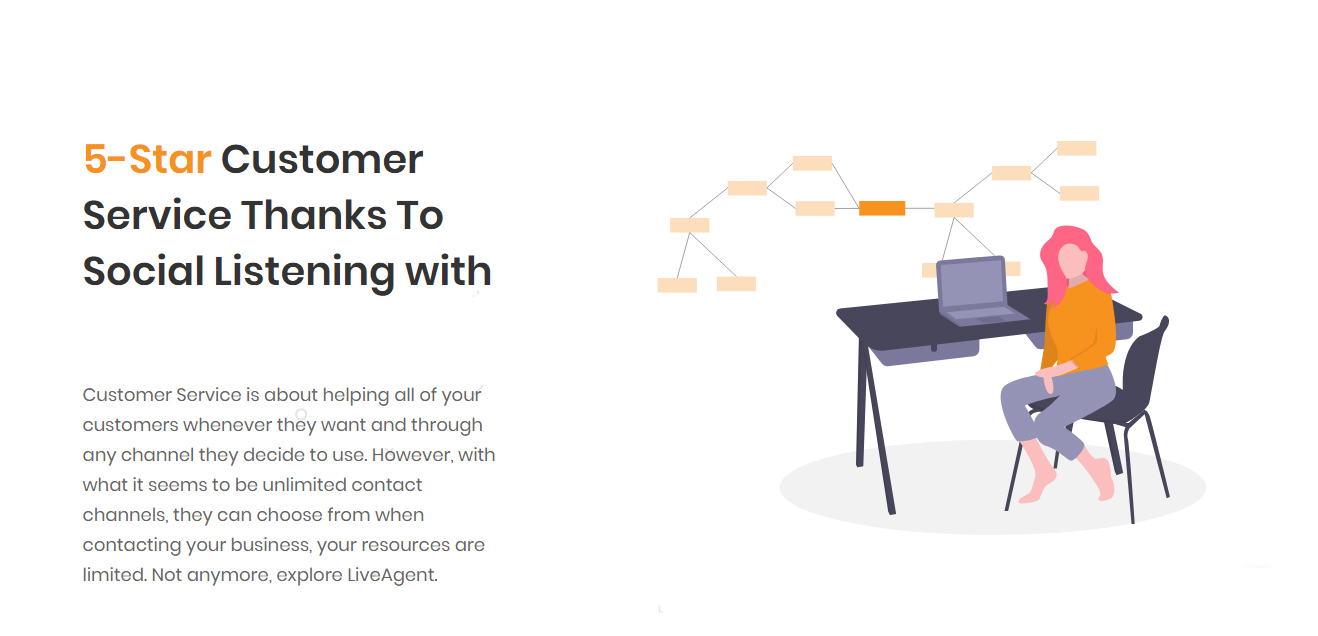 5-Star Customer
Service Thanks To
Social Listening with
Customer Service is about helping all of your
customers whenever they want and through
any channel they decide to use. However, with
what it seems to be unlimited contact
channels, they can choose from when
contacting your business, your resources are
limited. Not anymore, explore LiveAgent.